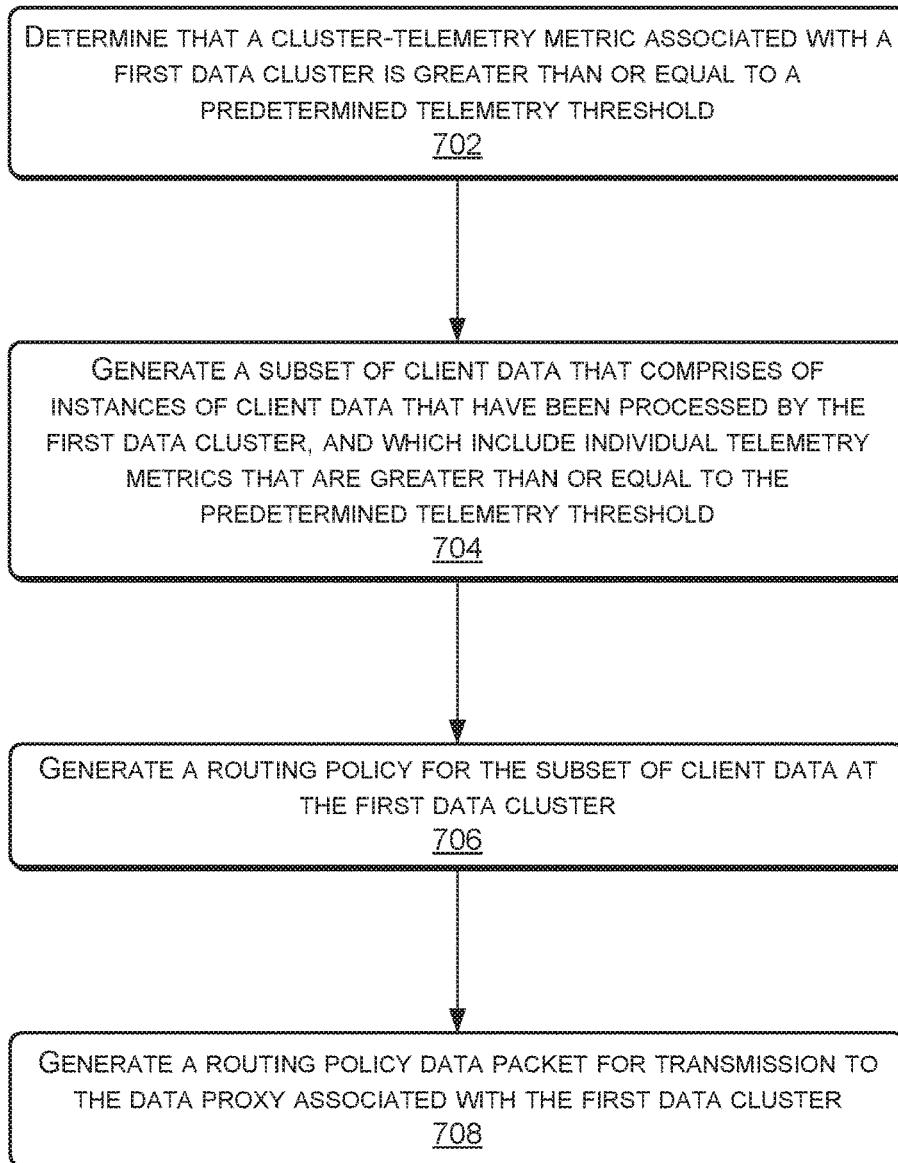 DETERMINE THAT A CLUSTER-TELEMETRY METRIC ASSOCIATED WITH A
FIRST DATA CLUSTER IS GREATER THAN OR EQUAL TO A
PREDETERMINED TELEMETRY THRESHOLD
702
GENERATE A SUBSET OF CLIENT DATA THAT COMPRISES OF
INSTANCES OF CLIENT DATA THAT HAVE BEEN PROCESSED BY THE
FIRST DATA CLUSTER, AND WHICH INCLUDE INDIVIDUAL TELEMETRY
METRICS THAT ARE GREATER THAN OR EQUAL TO THE
PREDETERMINED TELEMETRY THRESHOLD
704
GENERATE A ROUTING POLICY FOR THE SUBSET OF CLIENT DATA AT
THE FIRST DATA CLUSTER
706
GENERATE A ROUTING POLICY DATA PACKET FOR TRANSMISSION TO
THE DATA PROXY ASSOCIATED WITH THE FIRST DATA CLUSTER
708